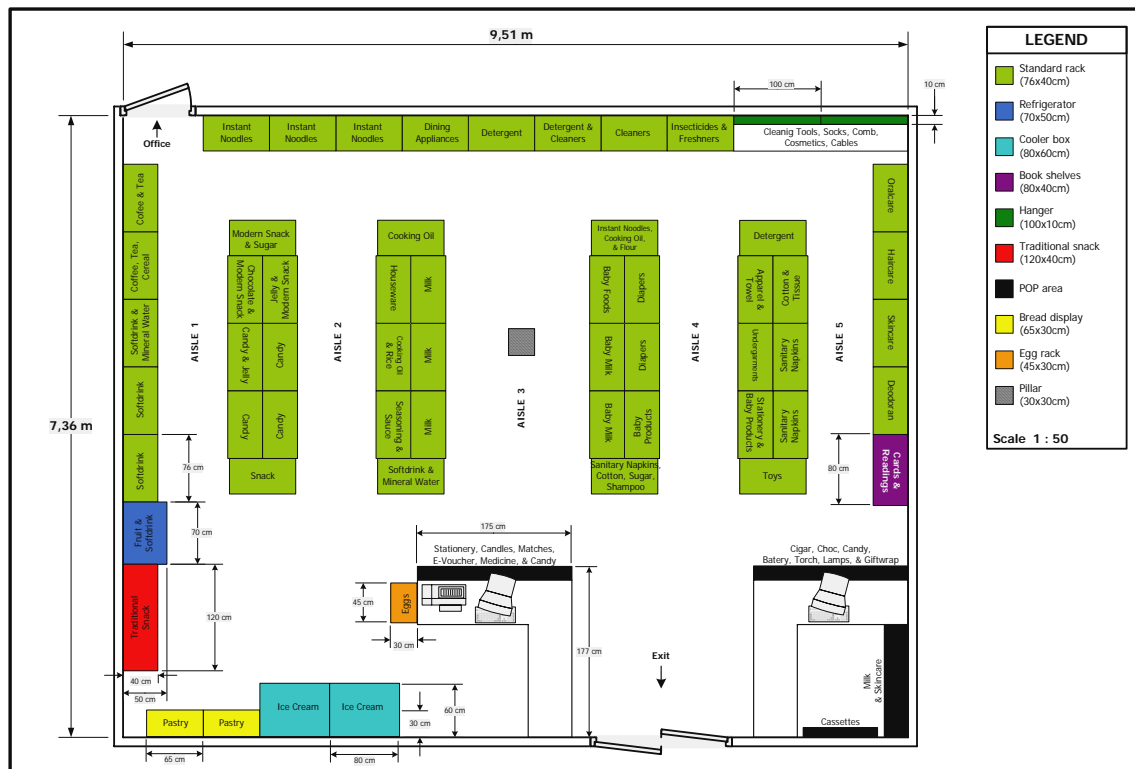 9,51 m
100 cm
10 cm
Office
Instant
Noodles
Instant
Noodles
Instant
Noodles
Dining
Appliances
Detergent
Detergent &
Cleaners
Cleaners
Insecticides &
Freshners
Cleanig Tools, Socks, Comb,
Cosmetics, Cables
7,36 m
Cofee & Tea
Coffee, Tea,
Cereal
Softdrink &
Mineral Water
Softdrink
Softdrink
Fruit &
Softdrink
Traditional
Snack
76 cm
70 cm
120 cm
40 cm
50 cm
AISLE 1
Modern Snack
& Sugar
Chocolate &
Modern Snack
Jelly &
Modern Snack
Candy & Jelly
Candy
Candy
Candy
Snack
AISLE 2
Cooking Oil
Houseware
Milk
Cooking Oil
& Rice
Milk
Seasoning &
Sauce
Milk
Softdrink &
Mineral Water
AISLE 3
Instant Noodles,
Cooking Oil,
& Flour
Baby Foods
Diapers
Baby Milk
Diapers
Baby Milk
Baby
Products
Sanitary Napkins,
Cotton, Sugar,
Shampoo
AISLE 4
Detergent
Apparel &
Towel
Cotton &
Tissue
Undergarments
Sanitary
Napkins
Stationery &
Baby Products
Sanitary
Napkins
Toys
AISLE 5
Oralcare
Haircare
Skincare
Deodoran
Cards &
Readings
80 cm
175 cm
Stationery, Candles, Matches,
E-Voucher, Medicine, & Candy
Eggs
45 cm
30 cm
177 cm
Cigar, Choc, Candy,
Batery, Torch, Lamps, & Giftwrap
Exit
Milk
& Skincare
Cassettes
Pastry
Pastry
Ice Cream
Ice Cream
60 cm
30 cm
65 cm
80 cm
LEGEND
Standard rack
(76x40cm)
Refrigerator
(70x50cm)
Cooler box
(80x60cm)
Book shelves
(80x40cm)
Hanger
(100x10cm)
Traditional snack
(120x40cm)
POP area
Bread display
(65x30cm)
Egg rack
(45x30cm)
Pillar
(30x30cm)
Scale 1 : 50